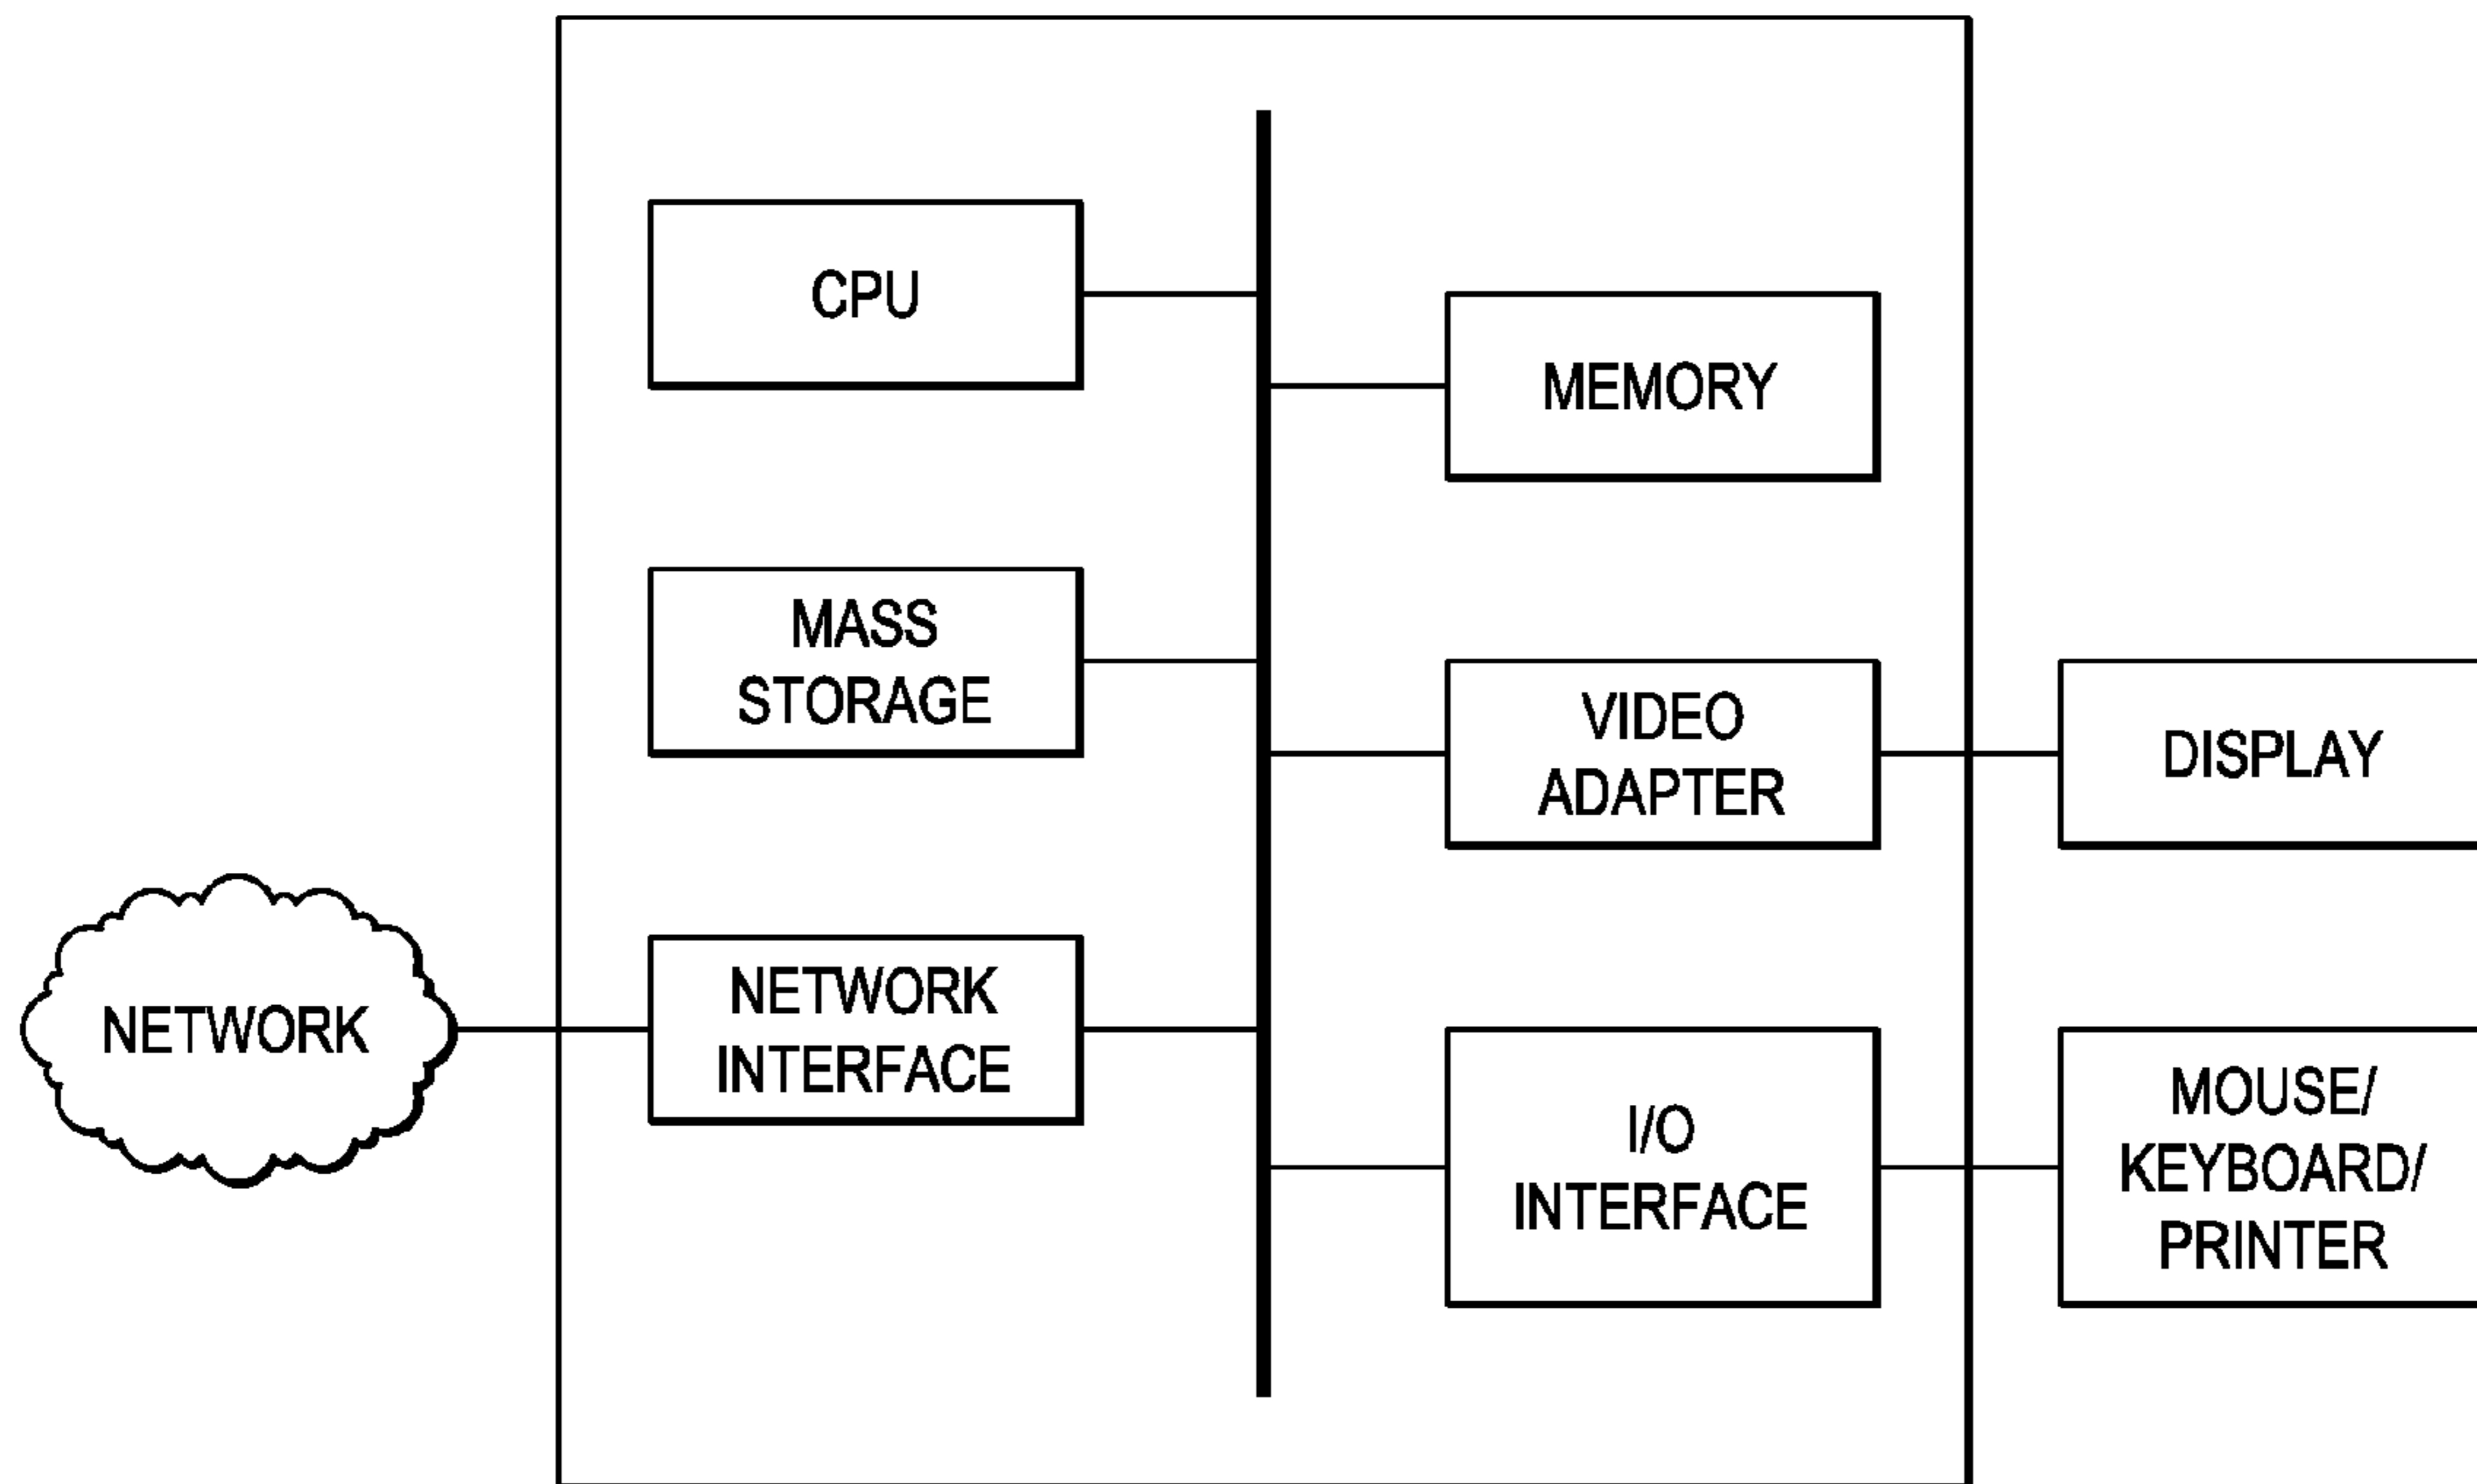 CPU
MEMORY
MASS
STORAGE
VIDEO
ADAPTER
DISPLAY
NETWORK
NETWORK
INTERFACE
I/O
INTERFACE
MOUSE/
KEYBOARD/
PRINTER